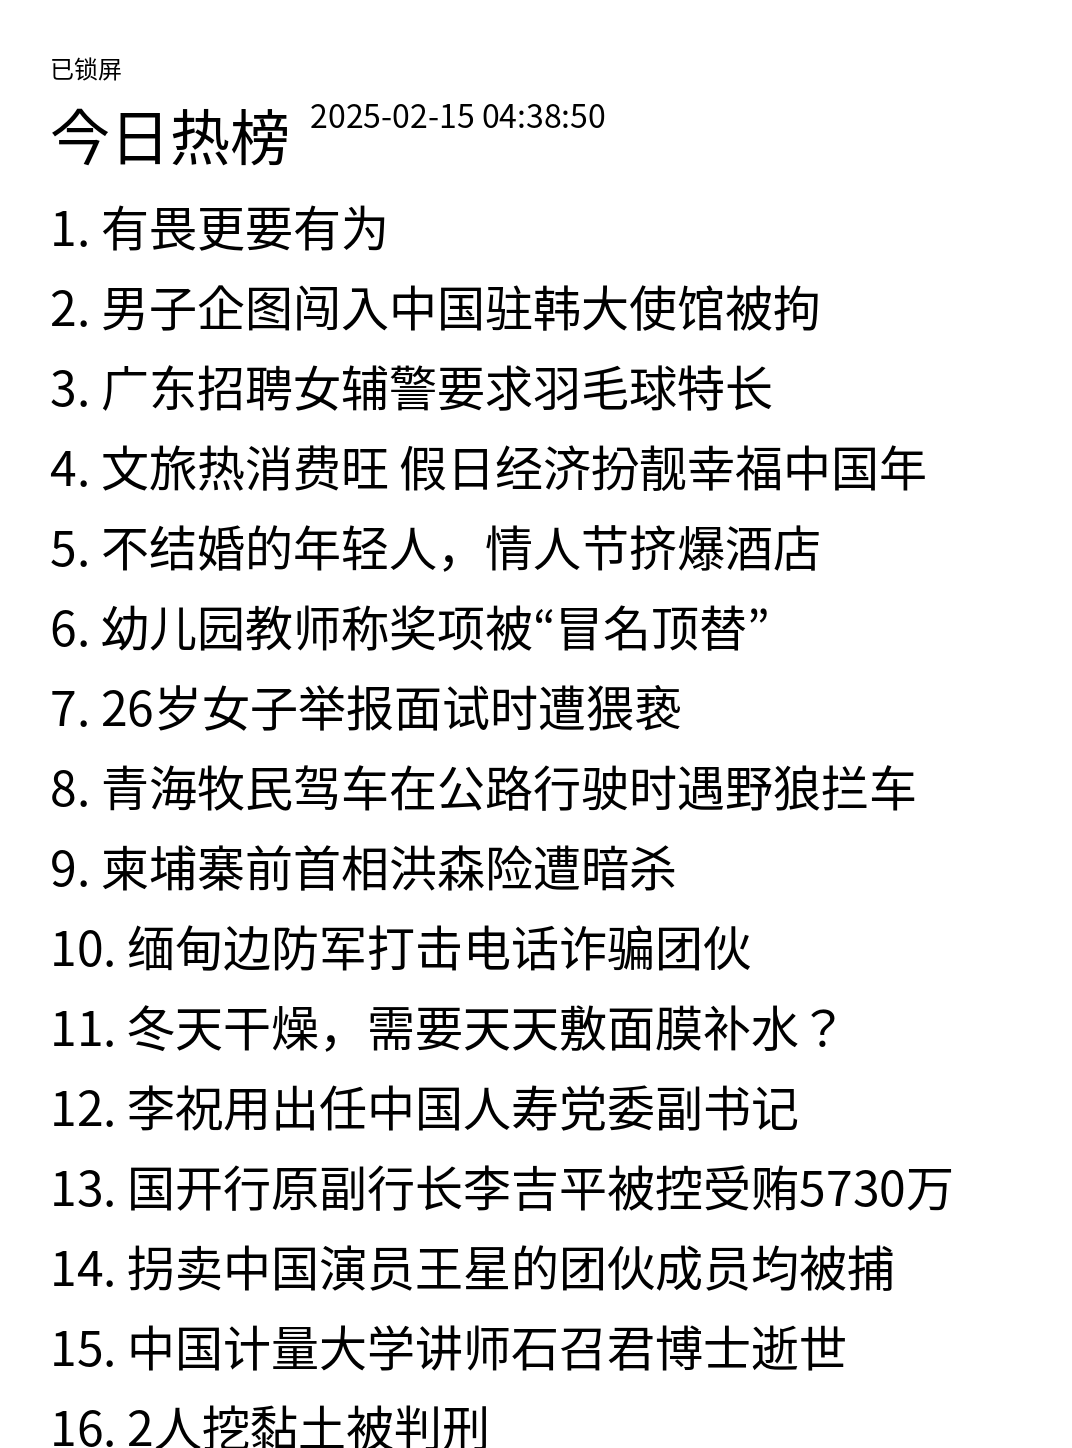 已锁屏
今日热榜 2025-02-15 04:38:50
1. 有畏更要有为
2. 男子企图闯入中国驻韩大使馆被拘
3. 广东招聘女辅警要求羽毛球特长
4. 文旅热消费旺 假日经济扮靓幸福中国年
5. 不结婚的年轻人，情人节挤爆酒店
6. 幼儿园教师称奖项被“冒名顶替”
7. 26岁女子举报面试时遭猥亵
8. 青海牧民驾车在公路行驶时遇野狼拦车
9. 柬埔寨前首相洪森险遭暗杀
10. 缅甸边防军打击电话诈骗团伙
11. 冬天干燥，需要天天敷面膜补水？
12. 李祝用出任中国人寿党委副书记
13. 国开行原副行长李吉平被控受贿5730万
14. 拐卖中国演员王星的团伙成员均被捕
15. 中国计量大学讲师石召君博士逝世
16. 2人挖黏土被判刑